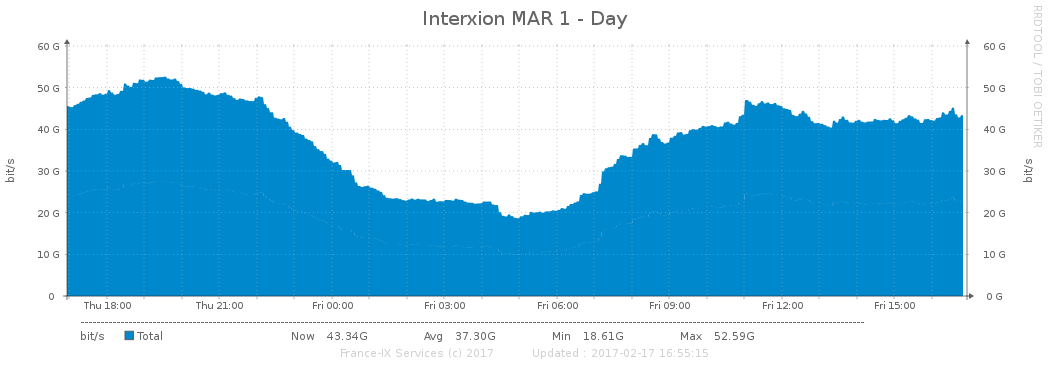 Interxion MAR 1 - Day
RRDTOOL / TOBI OETIKER
60 G 60 G
50 G 50 G
40 G 40 G
30 G 30 G
20 G 20 G
10 G 10 G
0 0 G
bit/s bit/s
Thu 18:00 Thu 21:00 Fri 00:00 Fri 03:00 Fri 06:00 Fri 09:00 Fri 12:00 Fri 15:00
bit/s Total Now 43.34G Avg 37.30G Min 18.61G Max 52.59G
France-IX Services (c) 2017 Updated : 2017-02-17 16:55:15